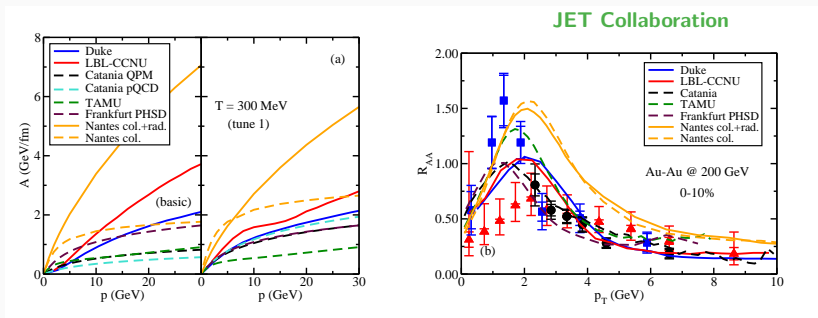 JET Collaboration
A (GeV/fm)
8
6
4
2
0
Duke
LBL-CCNU
Catania QPM
Catania pQCD
TAMU
Frankfurt PHSD
Nantes col.+rad.
Nantes col.
(basic)
0 10 20
p (GeV)
(a)
T = 300 MeV
(tune 1)
0 10 20 30
p (GeV)
R_AA
2.00
1.50
1.00
0.50
0.00
Duke
LBL-CCNU
Catania
TAMU
Frankfurt PHSD
Nantes col.+rad.
Nantes col.
Au-Au @ 200 GeV
0-10%
(b)
0 2 4 6 8 10
p_T (GeV)